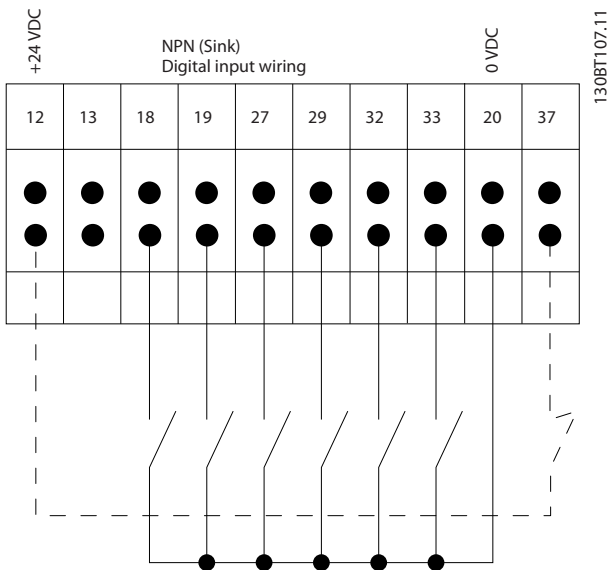 +24 VDC
NPN (Sink)
Digital input wiring
0 VDC
130BT107.11
12 13 18 19 27 29 32 33 20 37